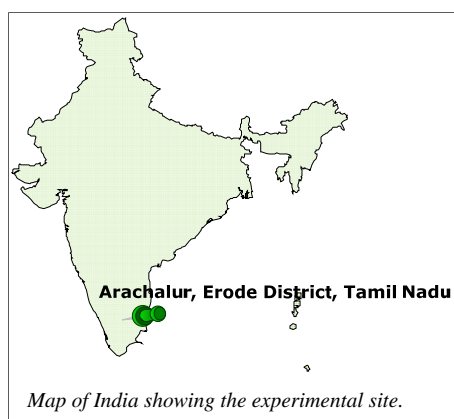 Arachalur, Erode District, Tamil Nadu
Map of India showing the experimental site.